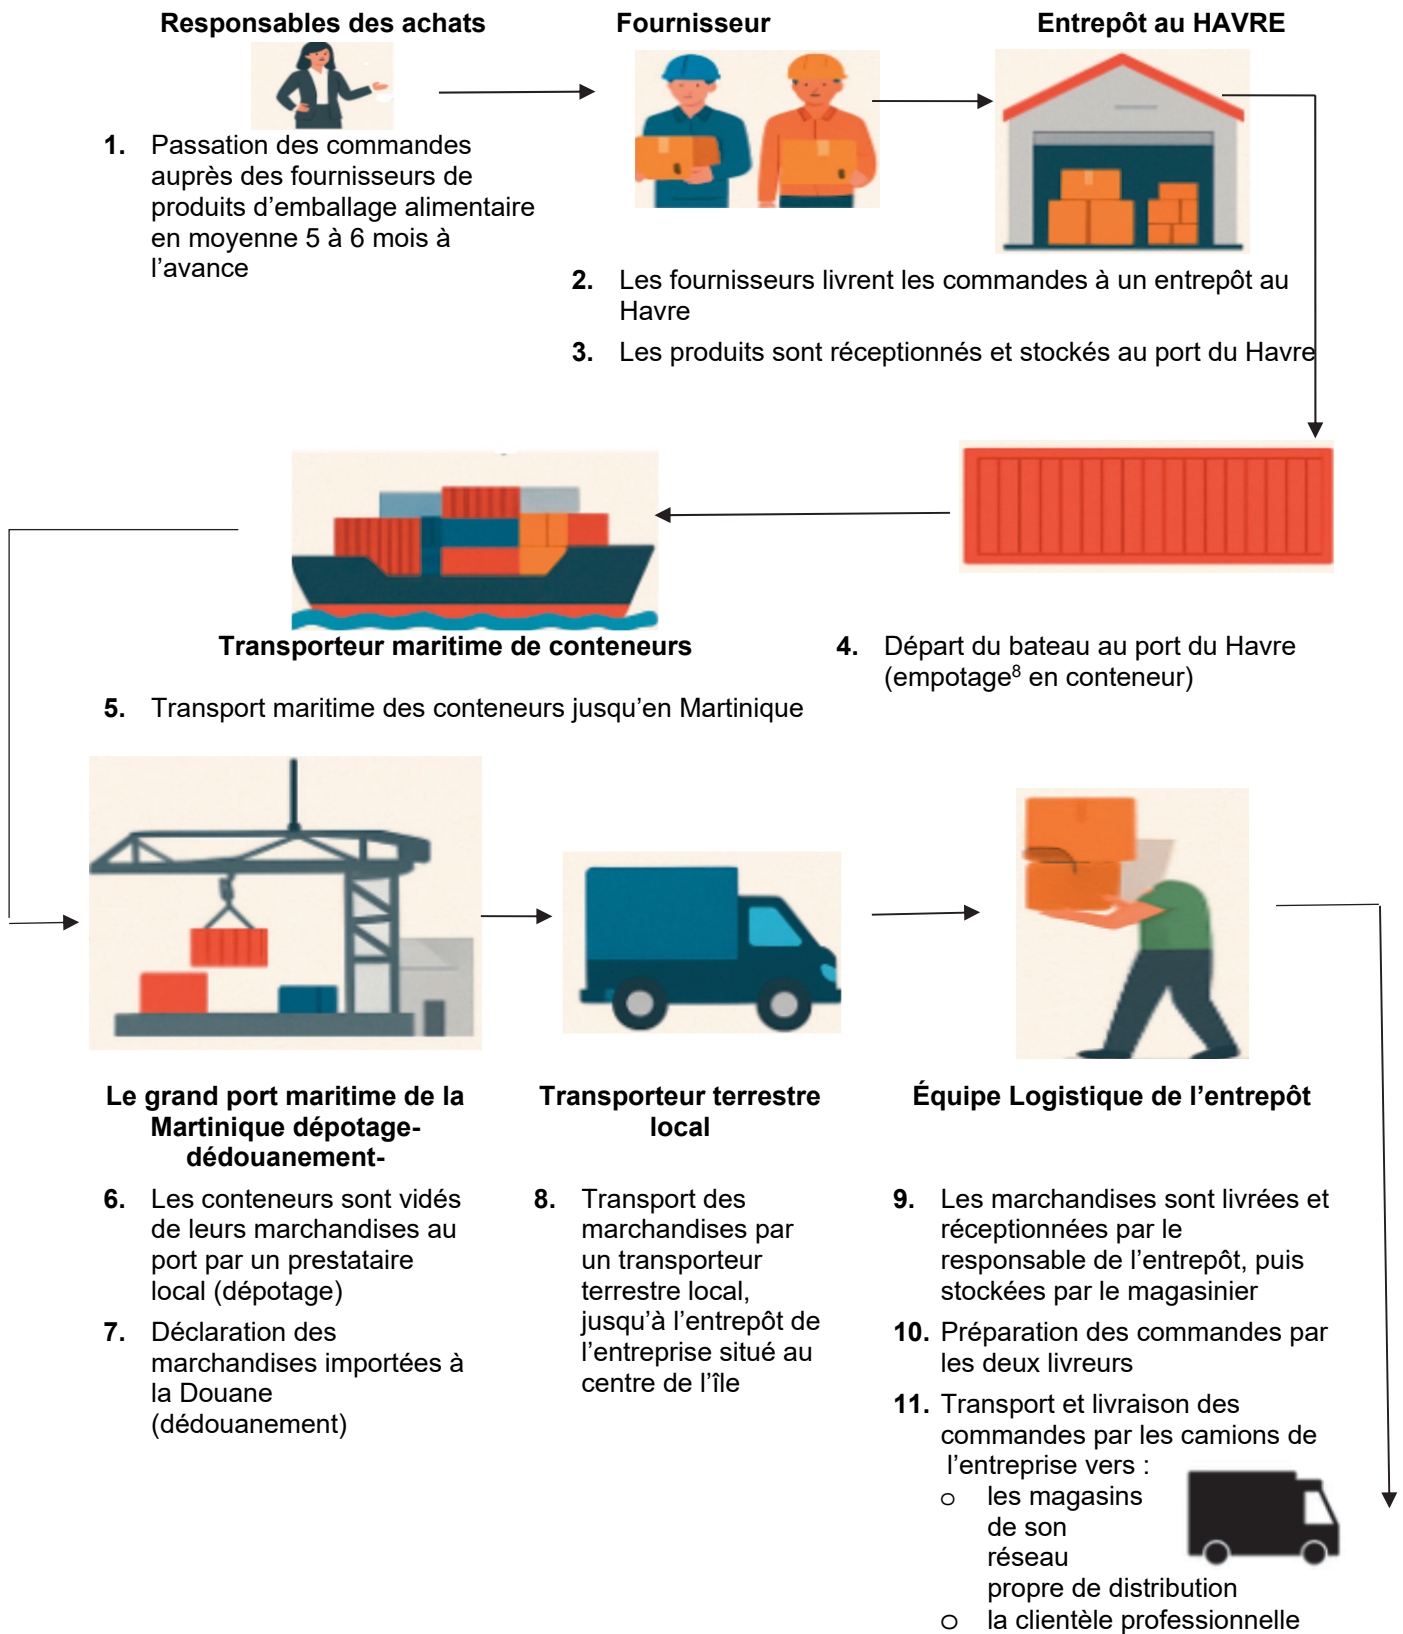 Responsables des achats
Fournisseur
Entrepôt au HAVRE
1. Passation des commandes
auprès des fournisseurs de
produits d’emballage alimentaire
en moyenne 5 à 6 mois à
l’avance
2. Les fournisseurs livrent les commandes à un entrepôt au
Havre
3. Les produits sont réceptionnés et stockés au port du Havre
Transporteur maritime de conteneurs
4. Départ du bateau au port du Havre
(empotage⁸ en conteneur)
5. Transport maritime des conteneurs jusqu’en Martinique
Le grand port maritime de la
Martinique dépotage-
dédouanement-
6. Les conteneurs sont vidés
de leurs marchandises au
port par un prestataire
local (dépotage)
7. Déclaration des
marchandises importées à
la Douane
(dédouanement)
Transporteur terrestre
local
8. Transport des
marchandises par
un transporteur
terrestre local,
jusqu’à l’entrepôt de
l’entreprise situé au
centre de l’île
Équipe Logistique de l’entrepôt
9. Les marchandises sont livrées et
réceptionnées par le
responsable de l’entrepôt, puis
stockées par le magasinier
10. Préparation des commandes par
les deux livreurs
11. Transport et livraison des
commandes par les camions de
l’entreprise vers :
o les magasins
de son
réseau
propre de distribution
o la clientèle professionnelle